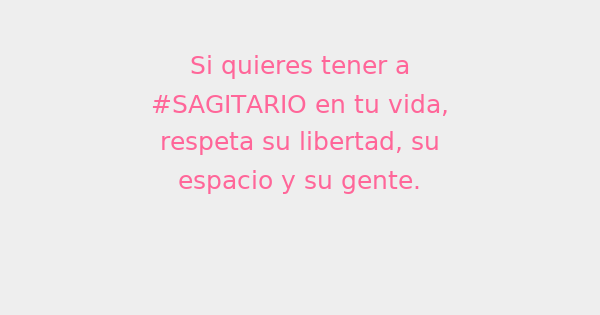 Si quieres tener a
#SAGITARIO en tu vida,
respeta su libertad, su
espacio y su gente.